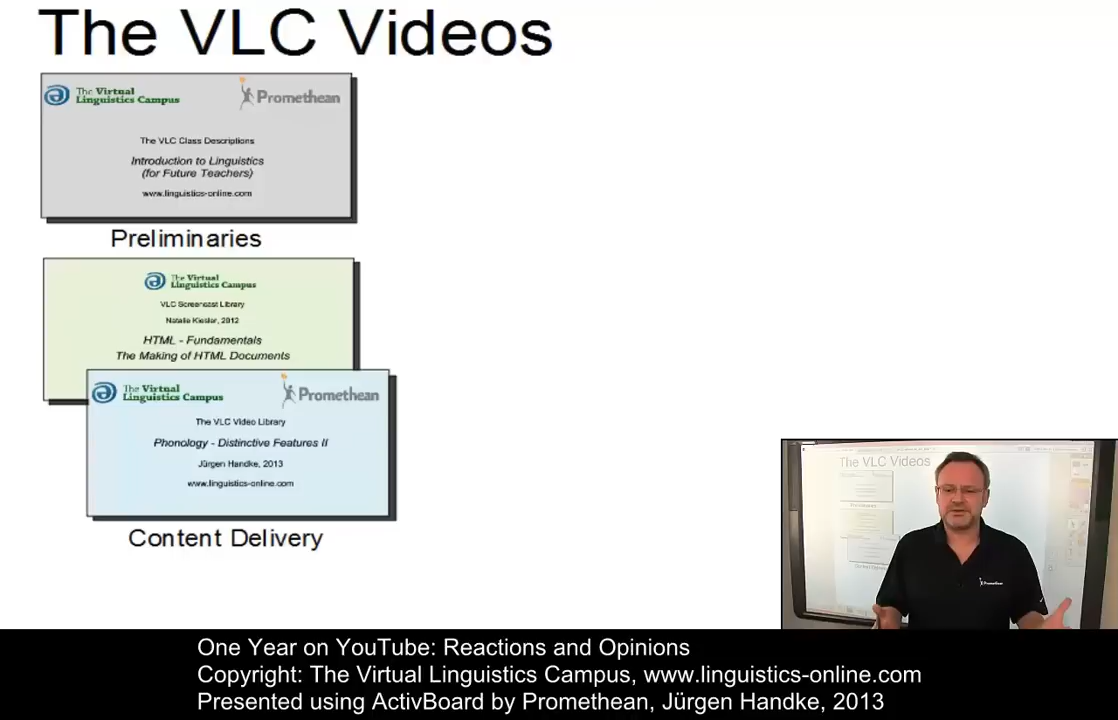 The VLC Videos
The Virtual
Linguistics Campus
Promethean
The VLC Class Descriptions
Introduction to Linguistics
(for Future Teachers)
www.linguistics-online.com
Preliminaries
The Virtual
Linguistics Campus
VLC Screencast Library
HTML - Fundamentals
The Making of HTML Documents
The Virtual
Linguistics Campus
Promethean
The VLC Video Library
Phonology - Distinctive Features II
Jürgen Handke, 2013
www.linguistics-online.com
Content Delivery
The VLC Videos
Promethean
One Year on YouTube: Reactions and Opinions
Copyright: The Virtual Linguistics Campus, www.linguistics-online.com
Presented using ActivBoard by Promethean, Jürgen Handke, 2013